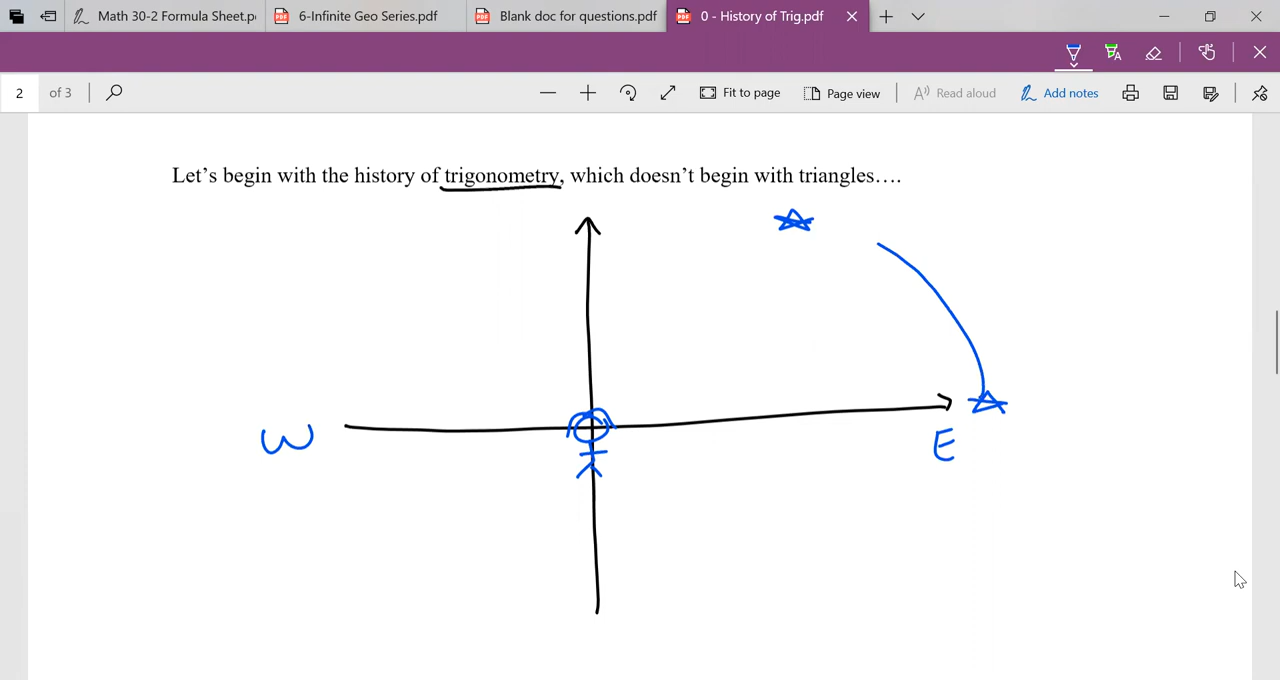 Math 30-2 Formula Sheet.p
6-Infinite Geo Series.pdf
Blank doc for questions.pdf
0 - History of Trig.pdf
2 of 3
Fit to page
Page view
Read aloud
Add notes
Let’s begin with the history of trigonometry, which doesn’t begin with triangles….
W
E